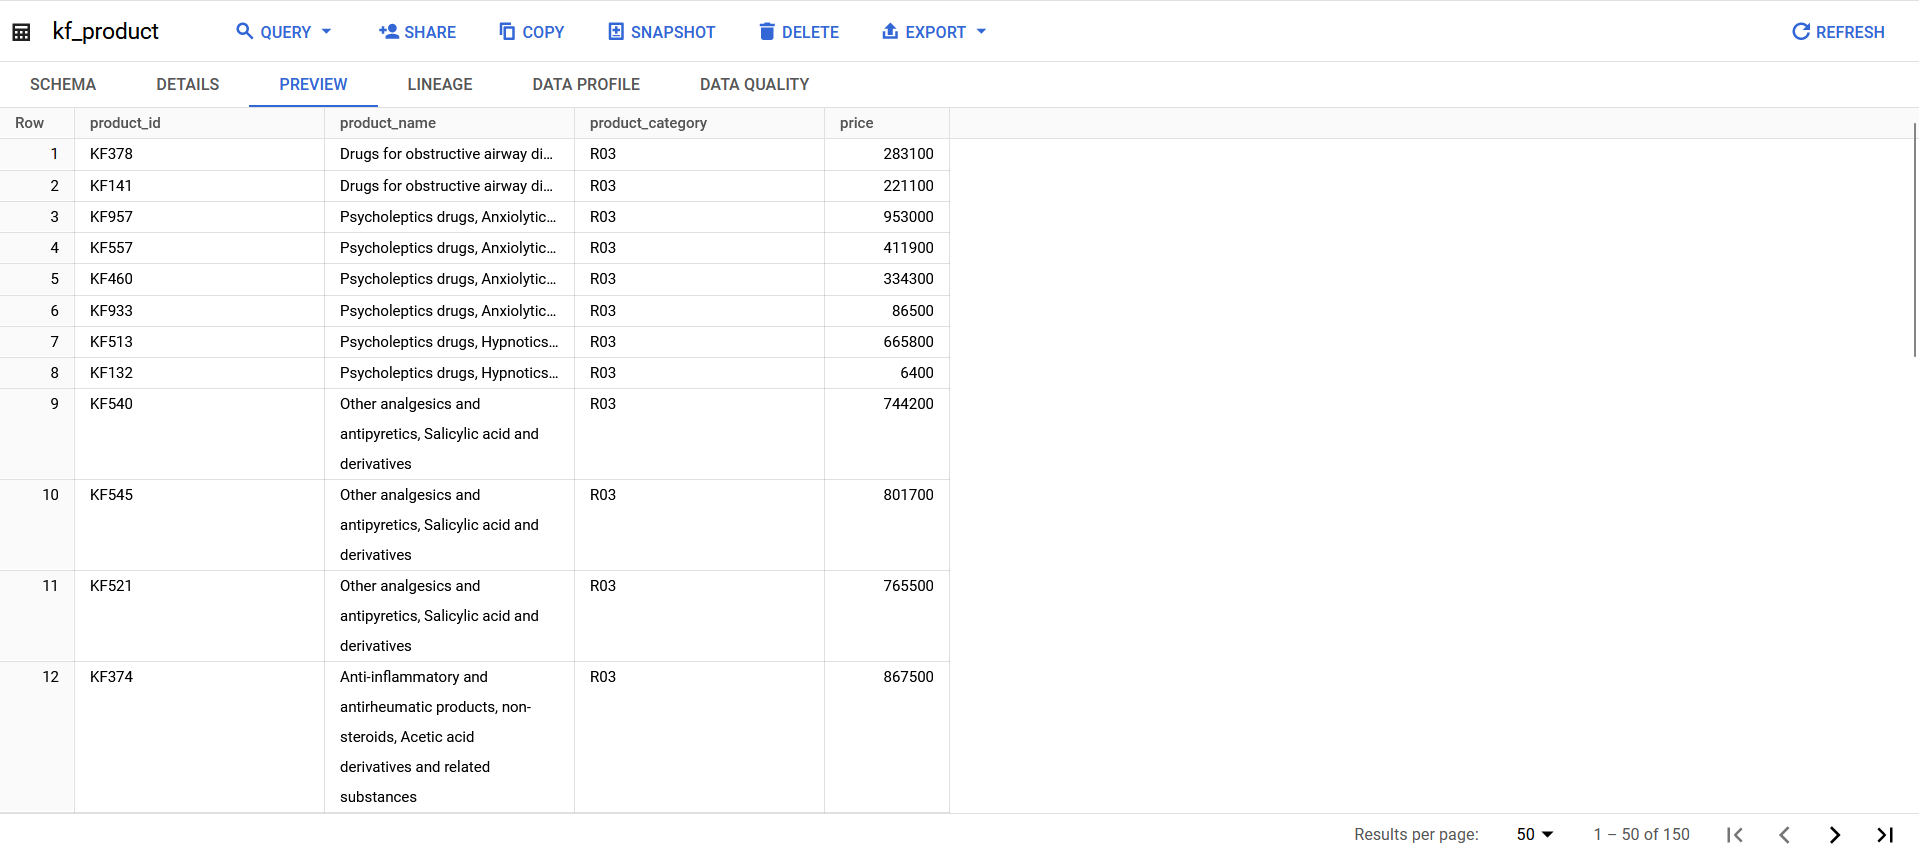 kf_product QUERY SHARE COPY SNAPSHOT DELETE EXPORT REFRESH
SCHEMA DETAILS PREVIEW LINEAGE DATA PROFILE DATA QUALITY
Row product_id product_name product_category price
1 KF378 Drugs for obstructive airway di... R03 283100
2 KF141 Drugs for obstructive airway di... R03 221100
3 KF957 Psycholeptics drugs, Anxiolytic... R03 953000
4 KF557 Psycholeptics drugs, Anxiolytic... R03 411900
5 KF460 Psycholeptics drugs, Anxiolytic... R03 334300
6 KF933 Psycholeptics drugs, Anxiolytic... R03 86500
7 KF513 Psycholeptics drugs, Hypnotics... R03 665800
8 KF132 Psycholeptics drugs, Hypnotics... R03 6400
9 KF540 Other analgesics and R03 744200
antipyretics, Salicylic acid and
derivatives
10 KF545 Other analgesics and R03 801700
antipyretics, Salicylic acid and
derivatives
11 KF521 Other analgesics and R03 765500
antipyretics, Salicylic acid and
derivatives
12 KF374 Anti-inflammatory and R03 867500
antirheumatic products, non-
steroids, Acetic acid
derivatives and related
substances
Results per page: 50 1 – 50 of 150